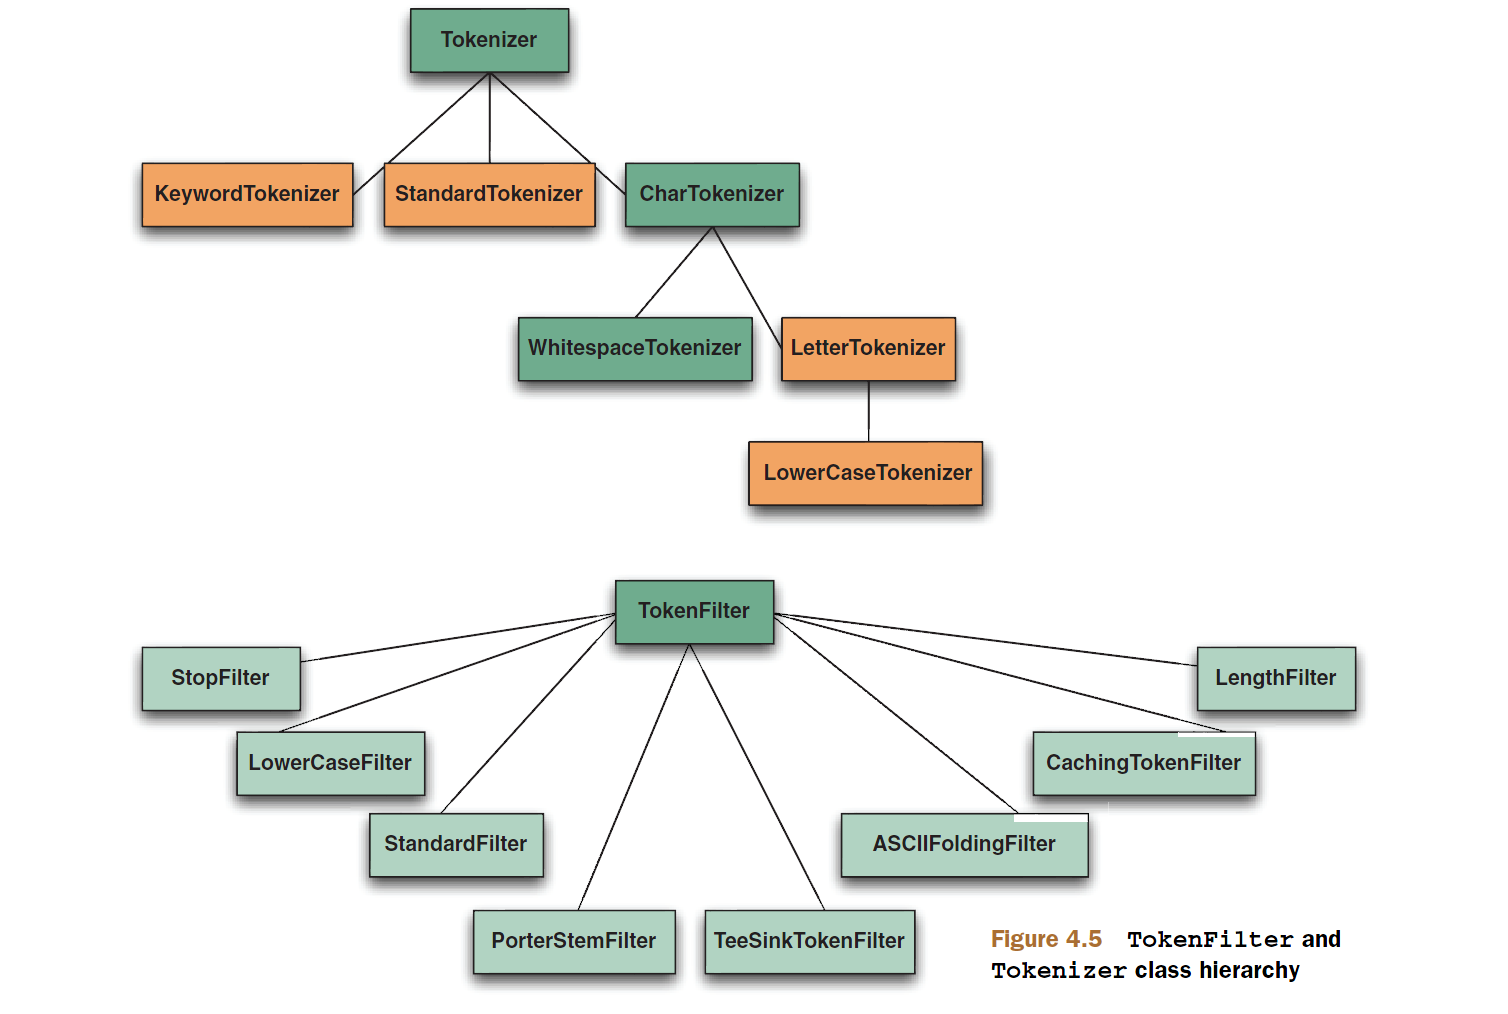 Tokenizer
KeywordTokenizer
StandardTokenizer
CharTokenizer
WhitespaceTokenizer
LetterTokenizer
LowerCaseTokenizer
TokenFilter
StopFilter
LengthFilter
LowerCaseFilter
CachingTokenFilter
StandardFilter
ASCIIFoldingFilter
PorterStemFilter
TeeSinkTokenFilter
Figure 4.5 TokenFilter and
Tokenizer class hierarchy